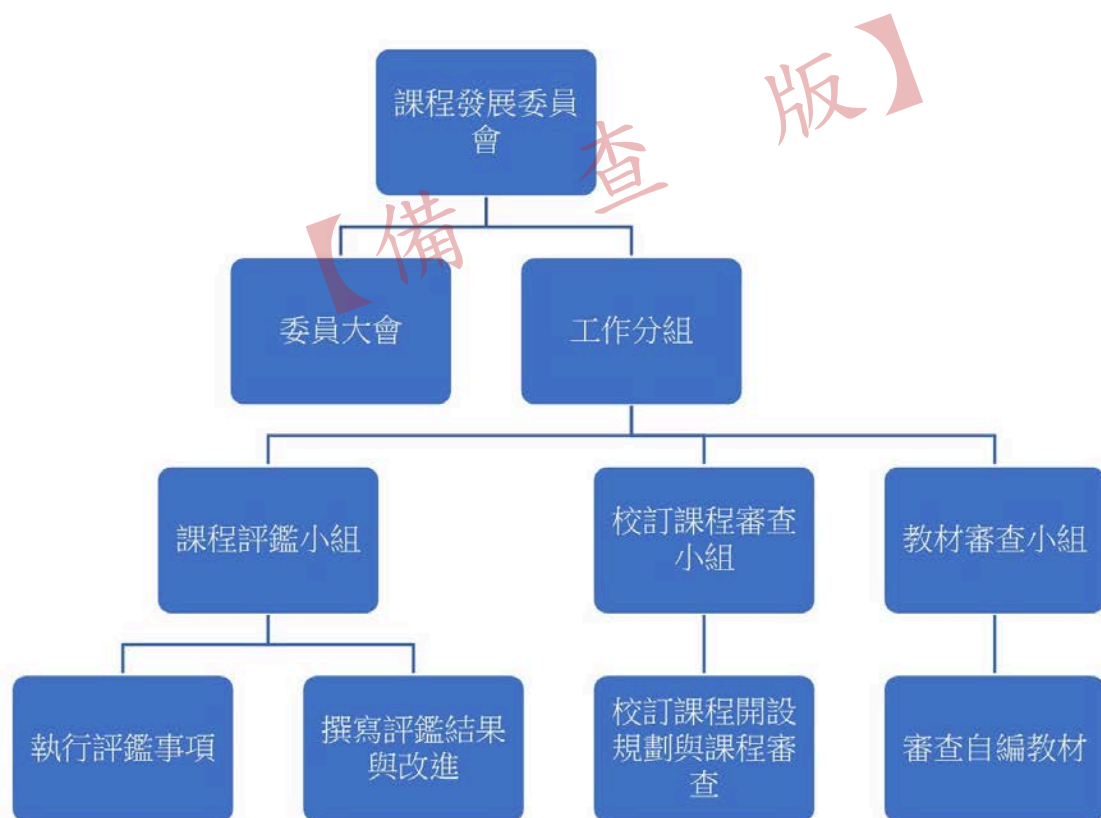 課程發展委員
會
【備查版】
委員大會
工作分組
課程評鑑小組
校訂課程審查
小組
教材審查小組
執行評鑑事項
撰寫評鑑結果
與改進
校訂課程開設
規劃與課程審
查
審查自編教材